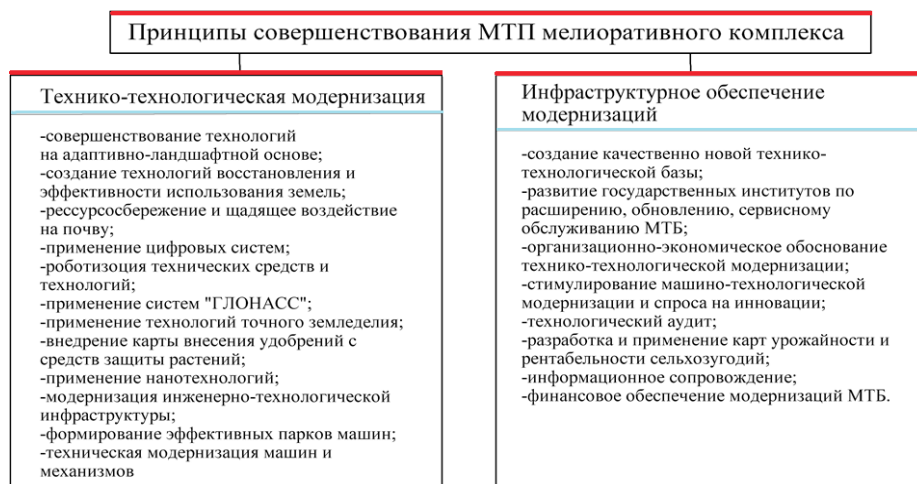 Принципы совершенствования МТП мелиоративного комплекса
Технико-технологическая модернизация
-совершенствование технологий
на адаптивно-ландшафтной основе;
-создание технологий восстановления и
эффективности использования земель;
-рессурсосбережение и щадящее воздействие
на почву;
-применение цифровых систем;
-роботизоция технических средств и
технологий;
-применение систем "ГЛОНАСС";
-применение технологий точного земледелия;
-внедрение карты внесения удобрений с
средств защиты растений;
-применение нанотехнологий;
-модернизация инженерно-технологической
инфраструктуры;
-формирование эффективных парков машин;
-техническая модернизация машин и
механизмов
Инфраструктурное обеспечение
модернизаций
-создание качественно новой технико-
технологической базы;
-развитие государственных институтов по
расширению, обновлению, сервисному
обслуживанию МТБ;
-организационно-экономическое обоснование
технико-технологической модернизации;
-стимулирование машино-технологической
модернизации и спроса на инновации;
-технологический аудит;
-разработка и применение карт урожайности и
рентабельности сельхозугодий;
-информационное сопровождение;
-финансовое обеспечение модернизаций МТБ.